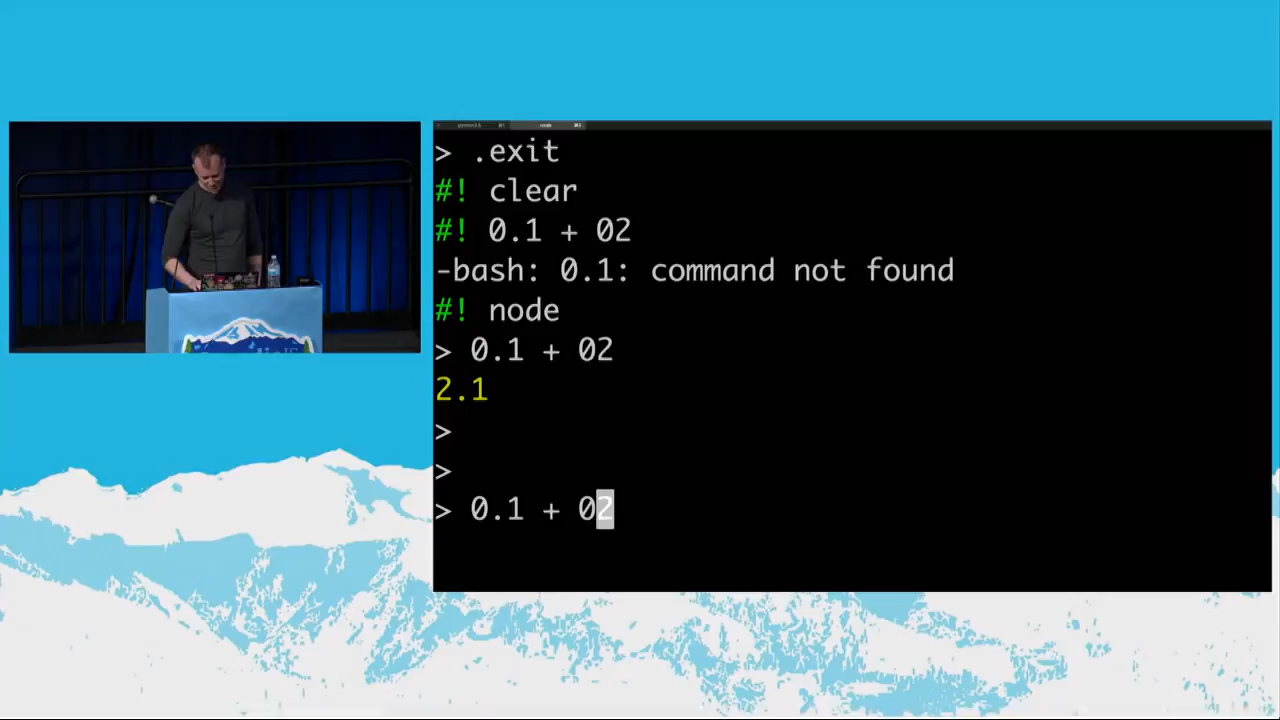 > .exit
#! clear
#! 0.1 + 02
-bash: 0.1: command not found
#! node
> 0.1 + 02
2.1
>
>
> 0.1 + 02